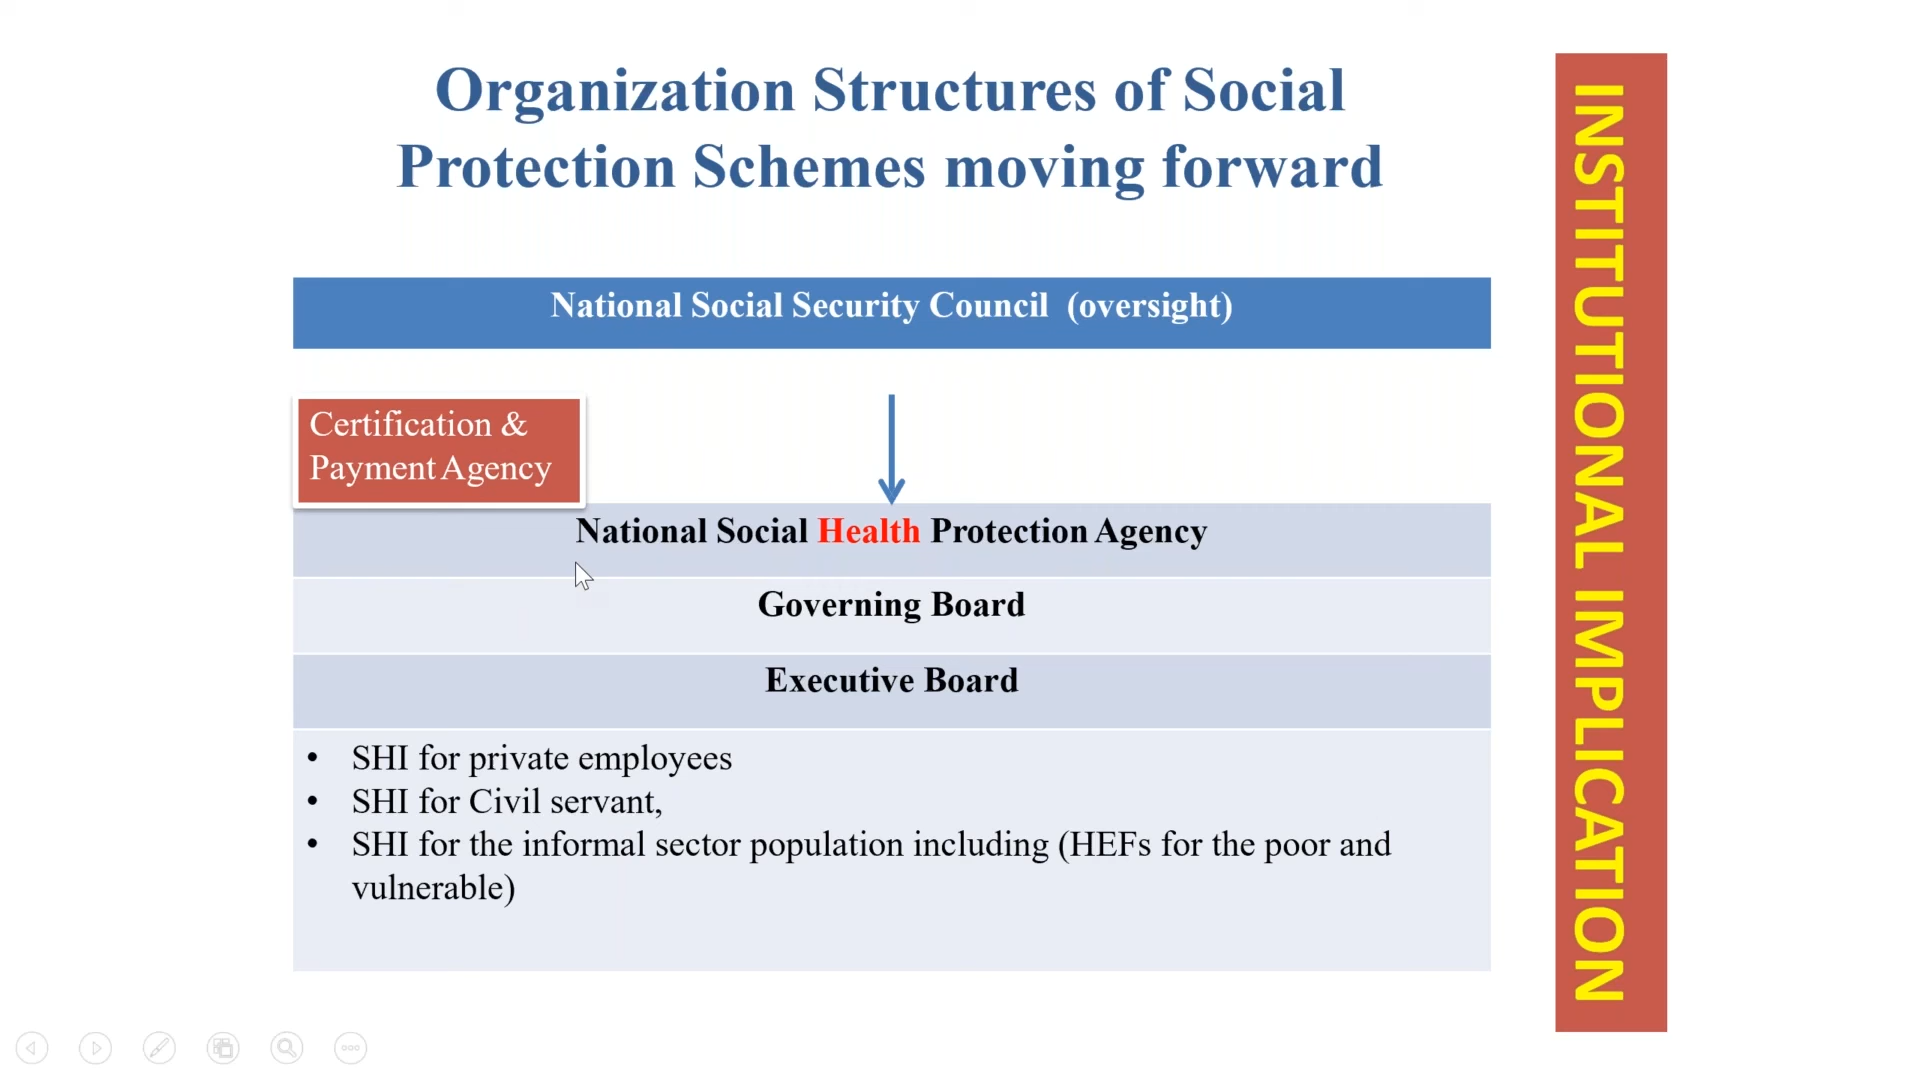 Organization Structures of Social
Protection Schemes moving forward
National Social Security Council (oversight)
Certification &
Payment Agency
National Social Health Protection Agency
Governing Board
Executive Board
• SHI for private employees
• SHI for Civil servant,
• SHI for the informal sector population including (HEFs for the poor and
vulnerable)
INSTITUTIONAL IMPLICATION